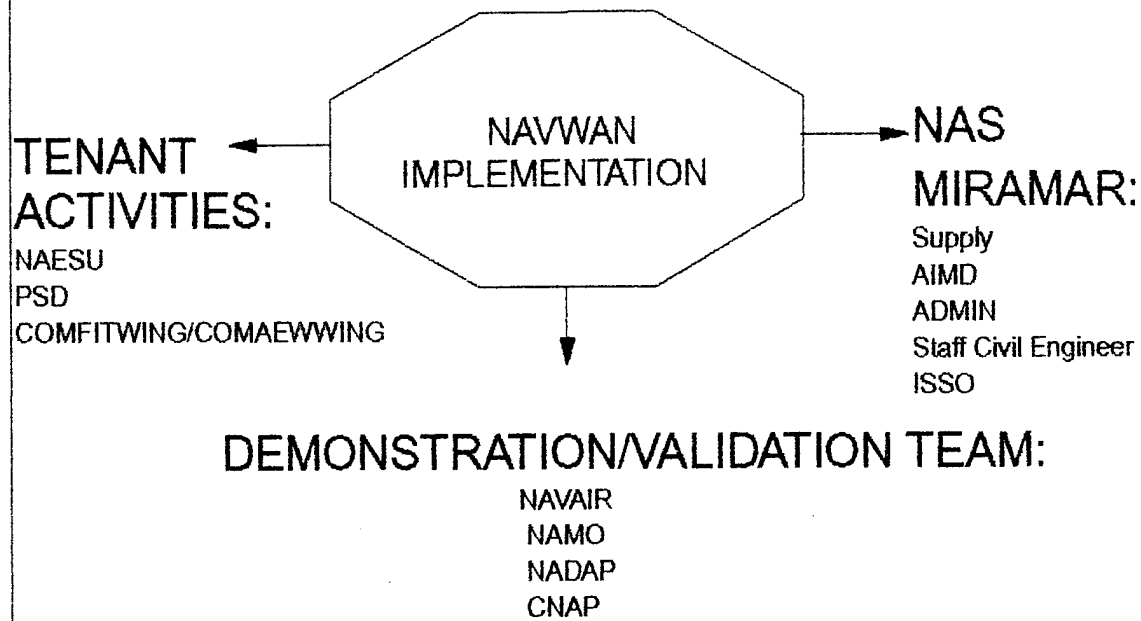 NAVWAN
IMPLEMENTATION
TENANT
ACTIVITIES:
NAESU
PSD
COMFITWING/COMAEWWING
NAS
MIRAMAR:
Supply
AIMD
ADMIN
Staff Civil Engineer
ISSO
DEMONSTRATION/VALIDATION TEAM:
NAVAIR
NAMO
NADAP
CNAP